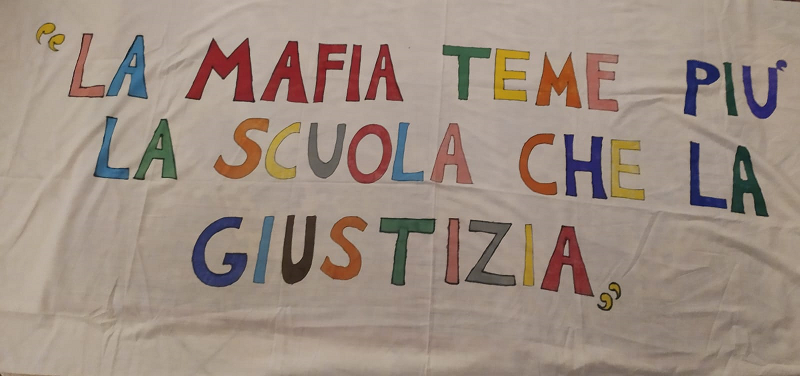 “LA MAFIA TEME PIU'
LA SCUOLA CHE LA
GIUSTIZIA„